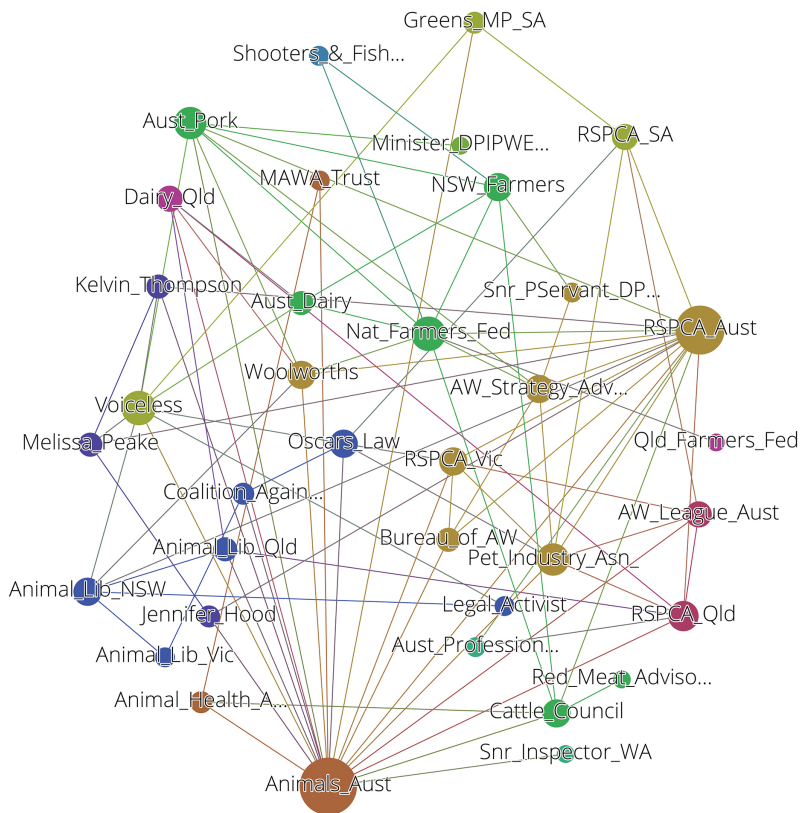 Greens_MP_SA
Shooters_&_Fish...
Aust_Pork
RSPCA_SA
Minister_DPIPWE...
MAWA_Trust
NSW_Farmers
Dairy_Qld
Kelvin_Thompson
Snr_PServant_DP...
Aust_Dairy
Nat_Farmers_Fed
RSPCA_Aust
Woolworths
AW_Strategy_Adv...
Voiceless
Melissa_Peake
Oscars_Law
Qld_Farmers_Fed
RSPCA_Vic
Coalition_Again...
AW_League_Aust
Bureau_of_AW
Animal_Lib_Qld
Pet_Industry_Asn_
Animal_Lib_NSW
Legal_Activist
Jennifer_Hood
RSPCA_Qld
Aust_Profession...
Animal_Lib_Vic
Red_Meat_Adviso...
Animal_Health_A...
Cattle_Council
Snr_Inspector_WA
Animals_Aust